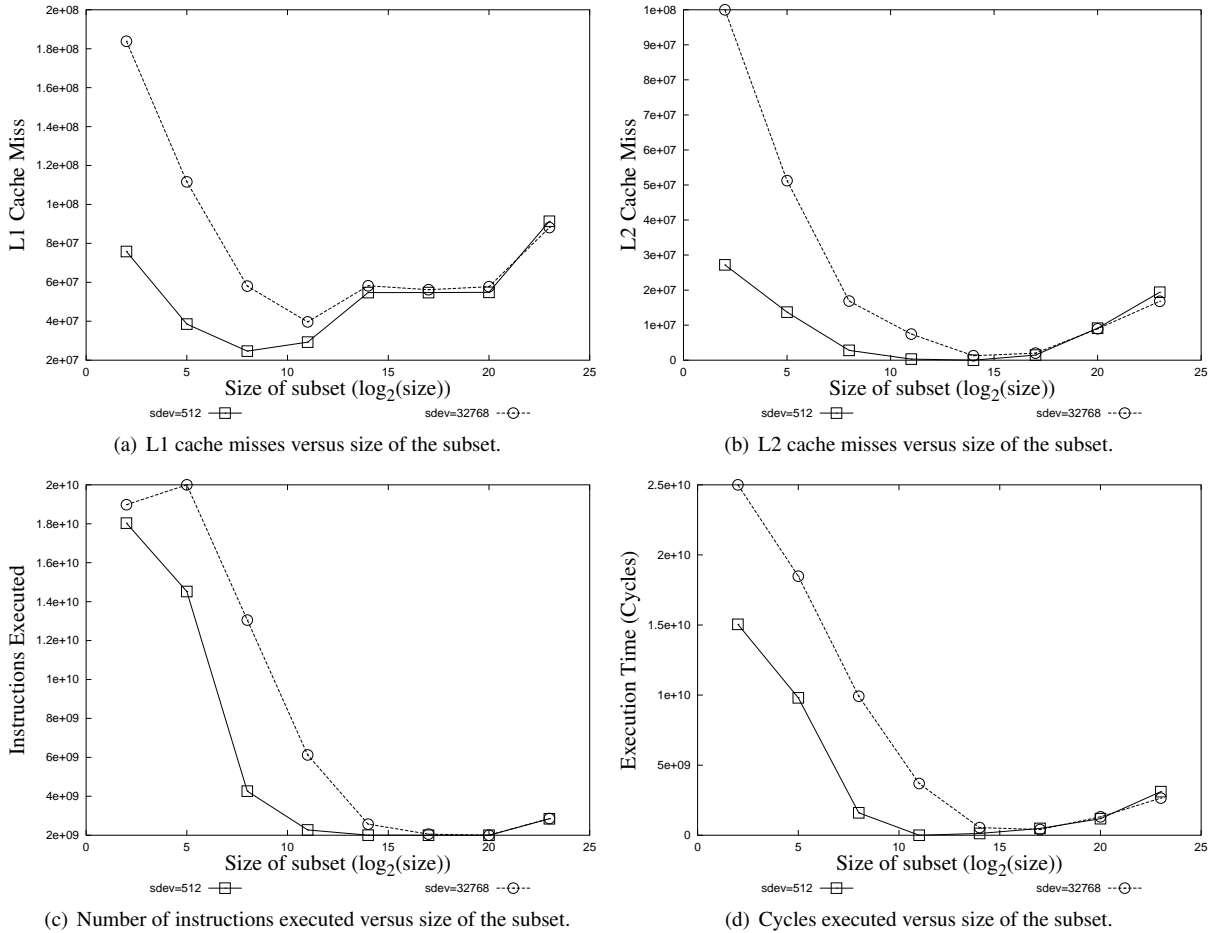 2e+08
1.8e+08
1.6e+08
1.4e+08
1.2e+08
1e+08
8e+07
6e+07
4e+07
2e+07
L1 Cache Miss
0 5 10 15 20 25
Size of subset (log2(size))
sdev=512 sdev=32768
(a) L1 cache misses versus size of the subset.
1e+08
9e+07
8e+07
7e+07
6e+07
5e+07
4e+07
3e+07
2e+07
1e+07
0
L2 Cache Miss
0 5 10 15 20 25
Size of subset (log2(size))
sdev=512 sdev=32768
(b) L2 cache misses versus size of the subset.
2e+10
1.8e+10
1.6e+10
1.4e+10
1.2e+10
1e+10
8e+09
6e+09
4e+09
2e+09
Instructions Executed
0 5 10 15 20 25
Size of subset (log2(size))
sdev=512 sdev=32768
(c) Number of instructions executed versus size of the subset.
2.5e+10
2e+10
1.5e+10
1e+10
5e+09
0
Execution Time (Cycles)
0 5 10 15 20 25
Size of subset (log2(size))
sdev=512 sdev=32768
(d) Cycles executed versus size of the subset.